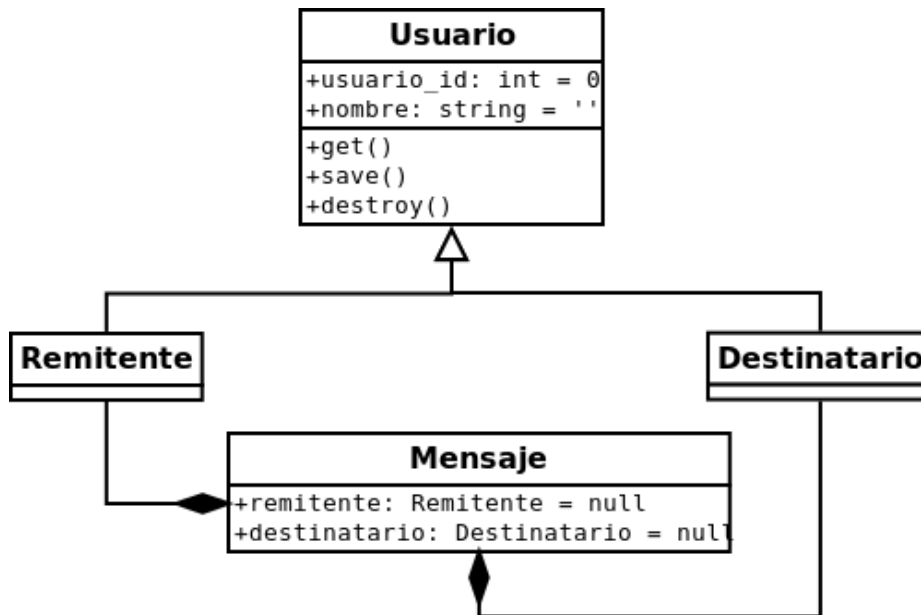 Usuario
+usuario_id: int = 0
+nombre: string = ''
+get()
+save()
+destroy()
Remitente
Destinatario
Mensaje
+remitente: Remitente = null
+destinatario: Destinatario = null